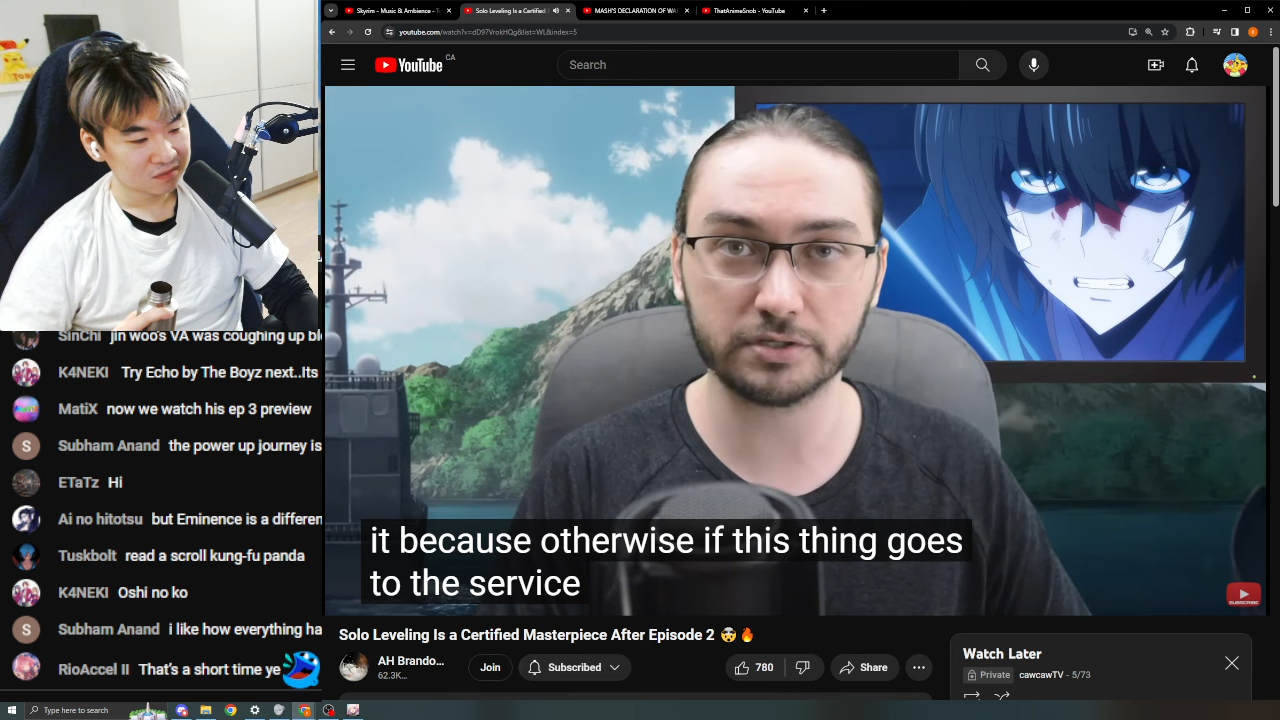 Skyrim - Music & Ambience - T
Solo Leveling Is a Certified
MASH'S DECLARATION OF WA
ThatAnimeSnob - YouTube
youtube.com/watch?v=dD97VrokHQg&list=WL&index=5
YouTube CA
Search
SinChi jin woo's VA was coughing up bl
K4NEKI Try Echo by The Boyz next..Its
MatiX now we watch his ep 3 preview
S Subham Anand the power up journey is
ETaTz Hi
Ai no hitotsu but Eminence is a differen
Tuskbolt read a scroll kung-fu panda
K4NEKI Oshi no ko
S Subham Anand i like how everything ha
RioAccel II That's a short time ye
it because otherwise if this thing goes
to the service
SUBSCRIBE
Solo Leveling Is a Certified Masterpiece After Episode 2 🤯🔥
AH Brando...
62.3K...
Join
Subscribed
780
Share
Watch Later
Private cawcawTV - 5/73
Type here to search